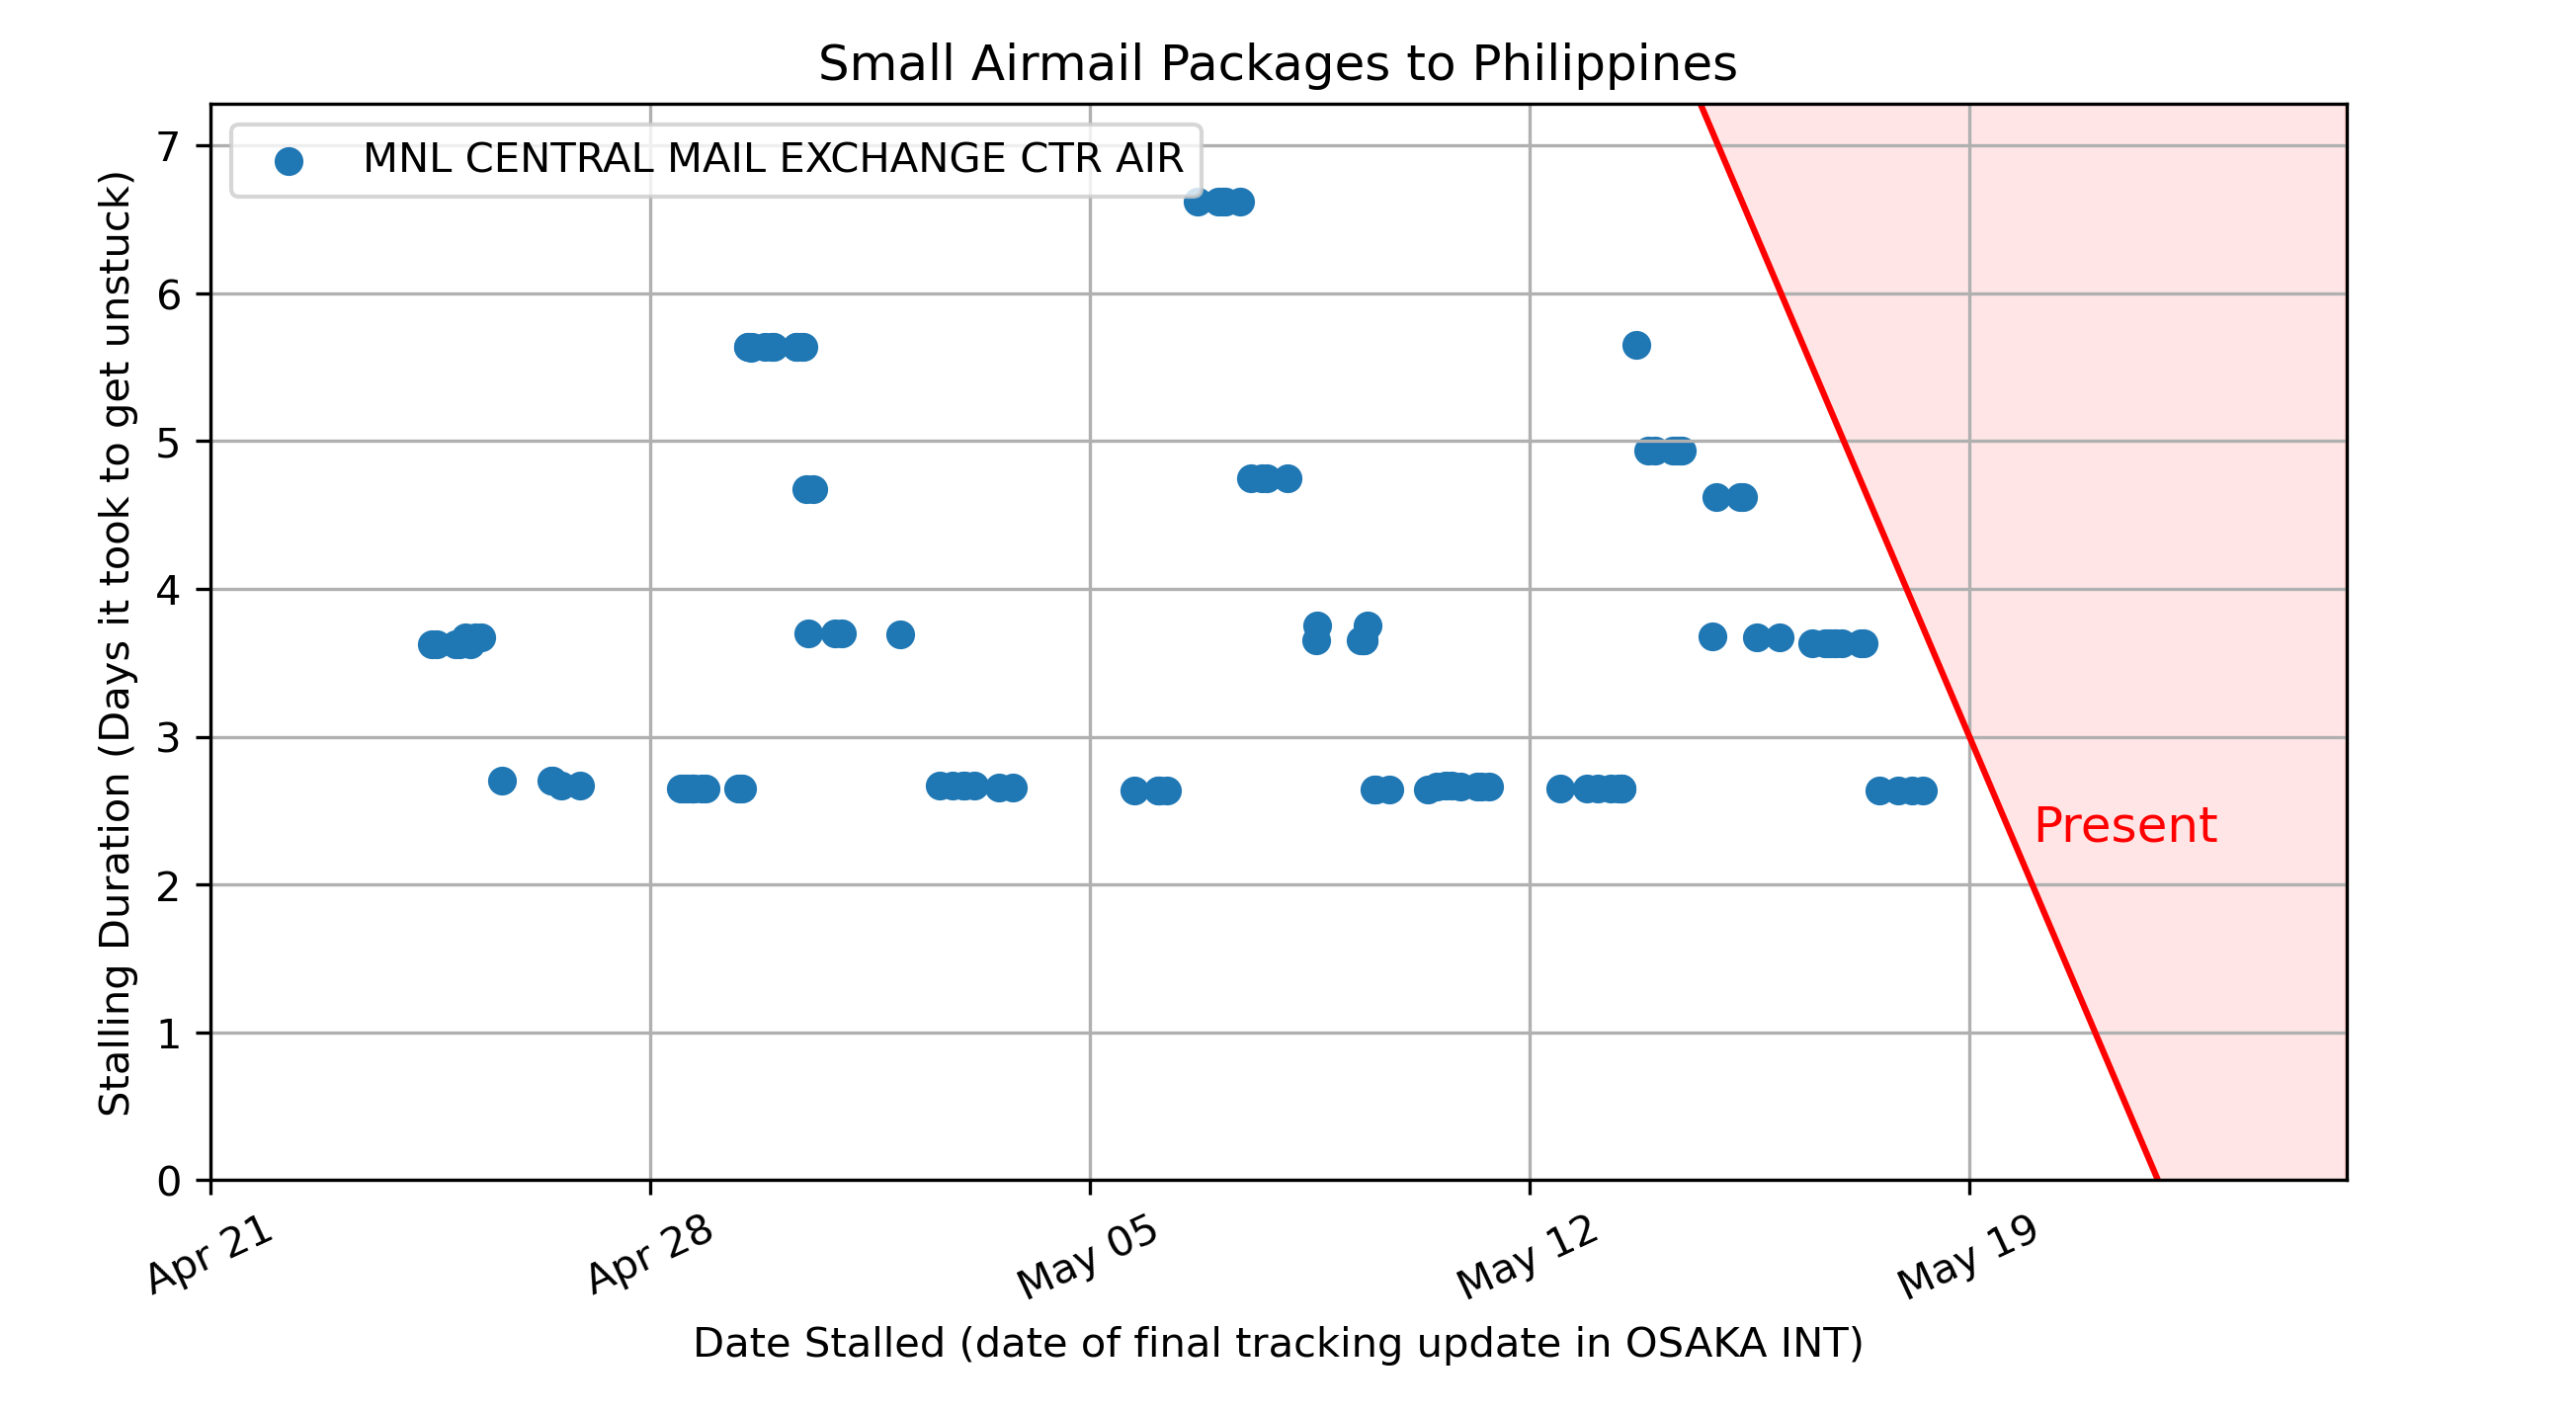 Small Airmail Packages to Philippines
MNL CENTRAL MAIL EXCHANGE CTR AIR
Stalling Duration (Days it took to get unstuck)
7
6
5
4
3
2
1
0
Present
Apr 21
Apr 28
May 05
May 12
May 19
Date Stalled (date of final tracking update in OSAKA INT)